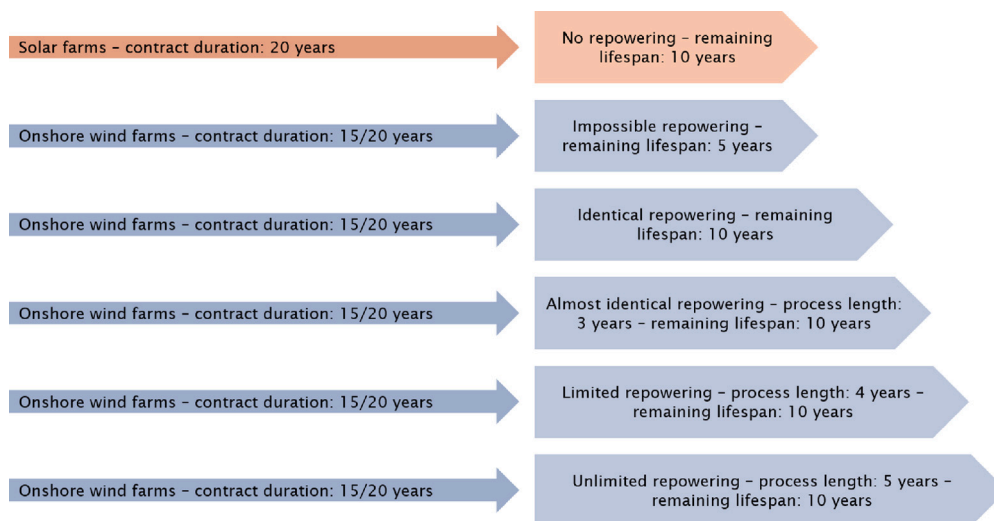 Solar farms – contract duration: 20 years
No repowering – remaining
lifespan: 10 years
Onshore wind farms – contract duration: 15/20 years
Impossible repowering –
remaining lifespan: 5 years
Onshore wind farms – contract duration: 15/20 years
Identical repowering – remaining
lifespan: 10 years
Onshore wind farms – contract duration: 15/20 years
Almost identical repowering – process length:
3 years – remaining lifespan: 10 years
Onshore wind farms – contract duration: 15/20 years
Limited repowering – process length: 4 years –
remaining lifespan: 10 years
Onshore wind farms – contract duration: 15/20 years
Unlimited repowering – process length: 5 years –
remaining lifespan: 10 years